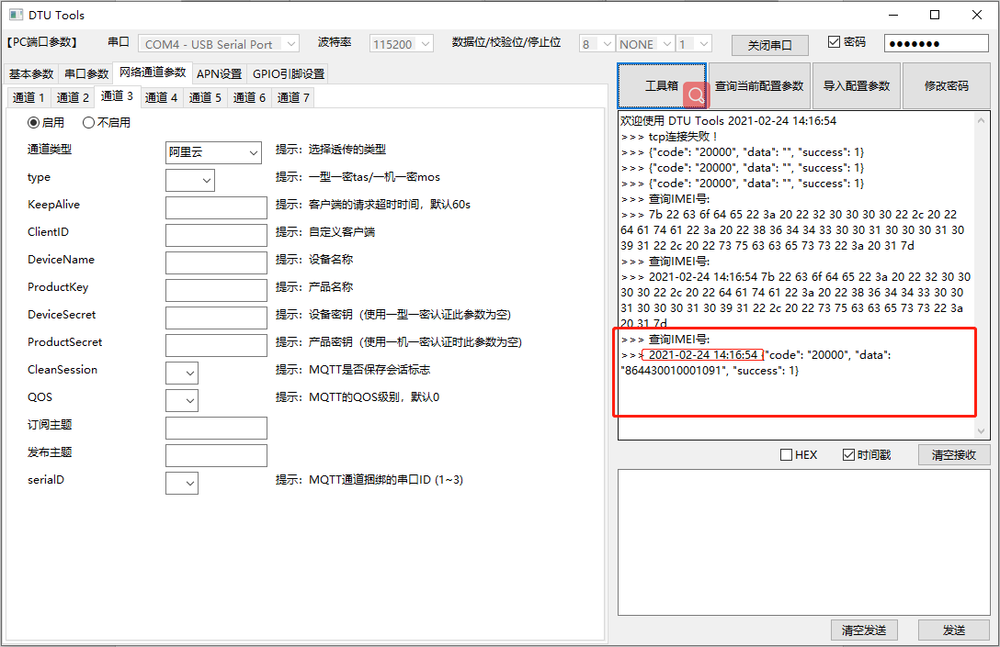 DTU Tools
【PC端口参数】 串口 COM4 - USB Serial Port 波特率 115200 数据位/校验位/停止位 8 NONE 1 关闭串口 密码 ●●●●●●●
基本参数 串口参数 网络通道参数 APN设置 GPIO引脚设置
通道 1 通道 2 通道 3 通道 4 通道 5 通道 6 通道 7
启用 不启用
通道类型 阿里云 提示：选择透传的类型
type 提示：一型一密tas/一机一密mos
KeepAlive 提示：客户端的请求超时时间，默认60s
ClientID 提示：自定义客户端
DeviceName 提示：设备名称
ProductKey 提示：产品名称
DeviceSecret 提示：设备密钥（使用一型一密认证此参数为空）
ProductSecret 提示：产品密钥（使用一机一密认证时此参数为空）
CleanSession 提示：MQTT是否保存会话标志
QOS 提示：MQTT的QOS级别，默认0
订阅主题
发布主题
serialD 提示：MQTT通道捆绑的串口ID (1~3)
工具箱 查询当前配置参数 导入配置参数 修改密码
欢迎使用 DTU Tools 2021-02-24 14:16:54
>>> tcp连接失败！
>>> {"code": "20000", "data": "", "success": 1}
>>> {"code": "20000", "data": "", "success": 1}
>>> {"code": "20000", "data": "", "success": 1}
>>> 查询IMEI号:
>>> 7b 22 63 6f 64 65 22 3a 20 22 32 30 30 30 30 22 2c 20 22
64 61 74 61 22 3a 20 22 38 36 34 34 33 30 30 31 30 30 30 31 30
39 31 22 2c 20 22 73 75 63 63 65 73 73 22 3a 20 31 7d
>>> 查询IMEI号:
>>> 2021-02-24 14:16:54 7b 22 63 6f 64 65 22 3a 20 22 32 30 30
30 30 22 2c 20 22 64 61 74 61 22 3a 20 22 38 36 34 34 33 30 30
31 30 30 30 31 30 39 31 22 2c 20 22 73 75 63 63 65 73 73 22 3a
20 31 7d
>>> 查询IMEI号:
>>> 2021-02-24 14:16:54 {"code": "20000", "data":
"864430010001091", "success": 1}
HEX 时间戳 清空接收
清空发送 发送